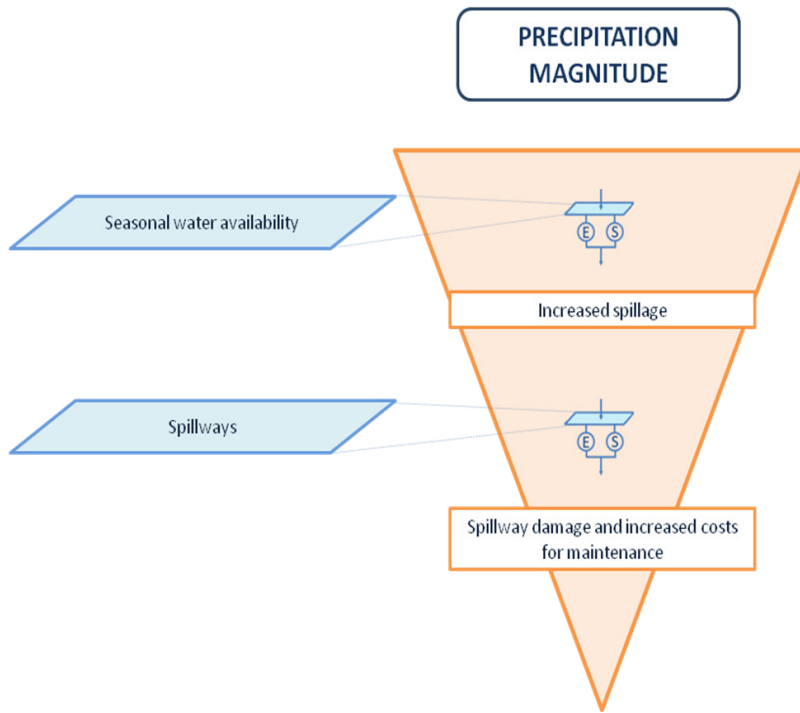 PRECIPITATION
MAGNITUDE
Seasonal water availability
E S
Increased spillage
Spillways
E S
Spillway damage and increased costs
for maintenance